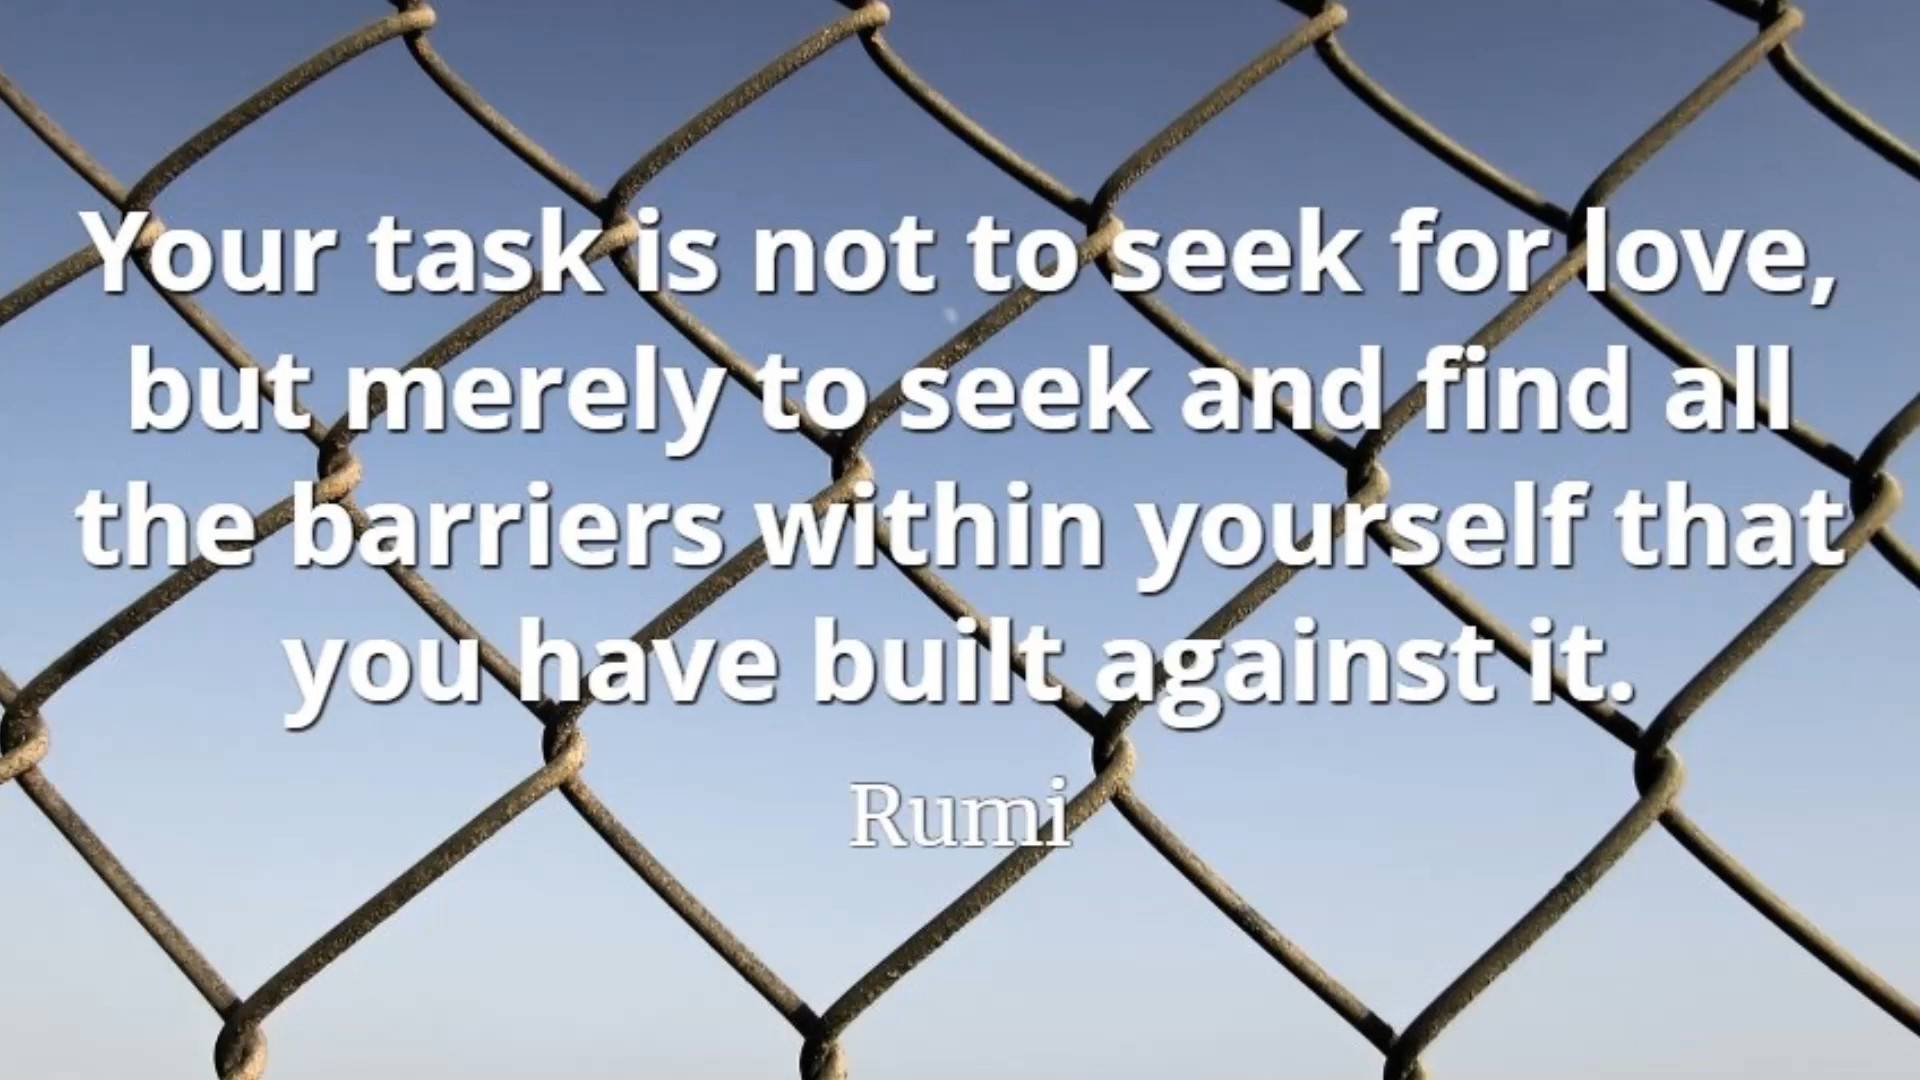 Your task is not to seek for love,
but merely to seek and find all
the barriers within yourself that
you have built against it.
Rumi